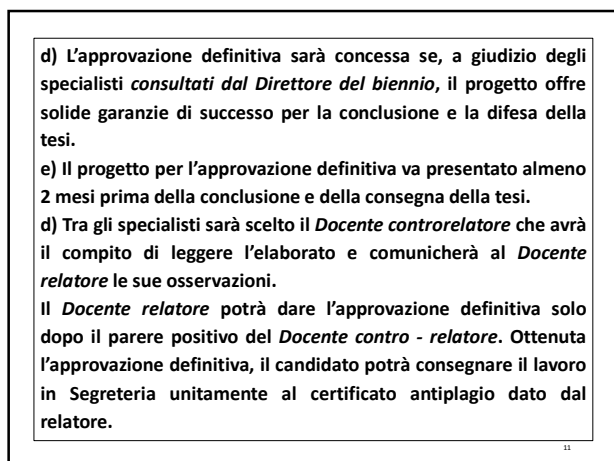 d) L’approvazione definitiva sarà concessa se, a giudizio degli
specialisti consultati dal Direttore del biennio, il progetto offre
solide garanzie di successo per la conclusione e la difesa della
tesi.
e) Il progetto per l’approvazione definitiva va presentato almeno
2 mesi prima della conclusione e della consegna della tesi.
d) Tra gli specialisti sarà scelto il Docente controrelatore che avrà
il compito di leggere l’elaborato e comunicherà al Docente
relatore le sue osservazioni.
Il Docente relatore potrà dare l’approvazione definitiva solo
dopo il parere positivo del Docente contro - relatore. Ottenuta
l’approvazione definitiva, il candidato potrà consegnare il lavoro
in Segreteria unitamente al certificato antiplagio dato dal
relatore.
11